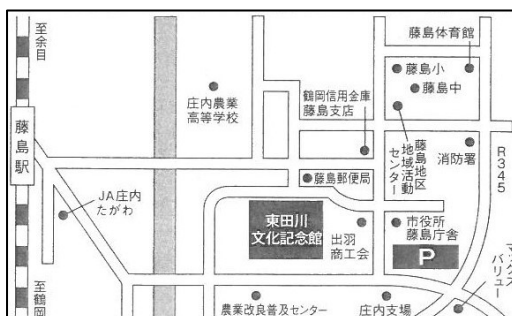 至余目
藤島駅
至鶴岡
庄内農業
高等学校
JA庄内
たがわ
鶴岡信用金庫
藤島支店
藤島体育館
藤島小
藤島中
藤島地区
地域活動
センター
消防署
R345
藤島郵便局
東田川
文化記念館
出羽
商工会
市役所
藤島庁舎
P
マックス
バリュー
農業改良普及センター
庄内支場